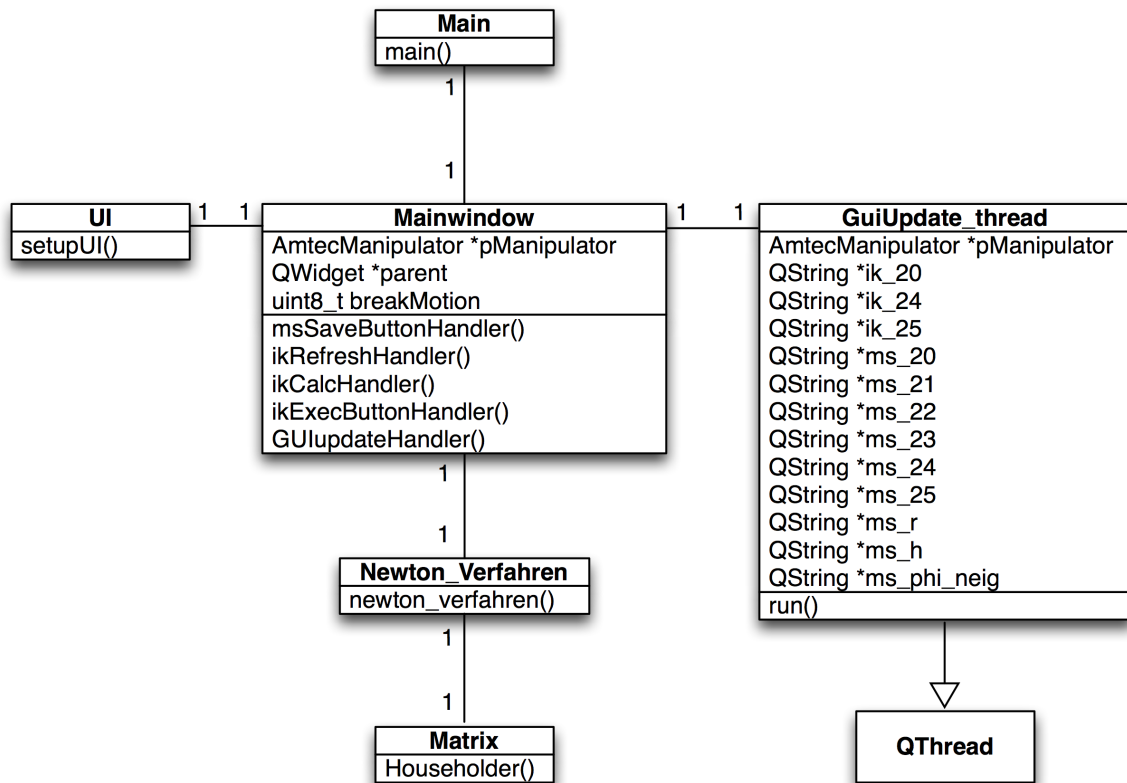 Main
main()
1
1
UI
setupUI()
1 1
Mainwindow
AmtecManipulator *pManipulator
QWidget *parent
uint8_t breakMotion
msSaveButtonHandler()
ikRefreshHandler()
ikCalcHandler()
ikExecButtonHandler()
GUIupdateHandler()
1 1
GuiUpdate_thread
AmtecManipulator *pManipulator
QString *ik_20
QString *ik_24
QString *ik_25
QString *ms_20
QString *ms_21
QString *ms_22
QString *ms_23
QString *ms_24
QString *ms_25
QString *ms_r
QString *ms_h
QString *ms_phi_neig
run()
1
1
Newton_Verfahren
newton_verfahren()
1
1
Matrix
Householder()
QThread